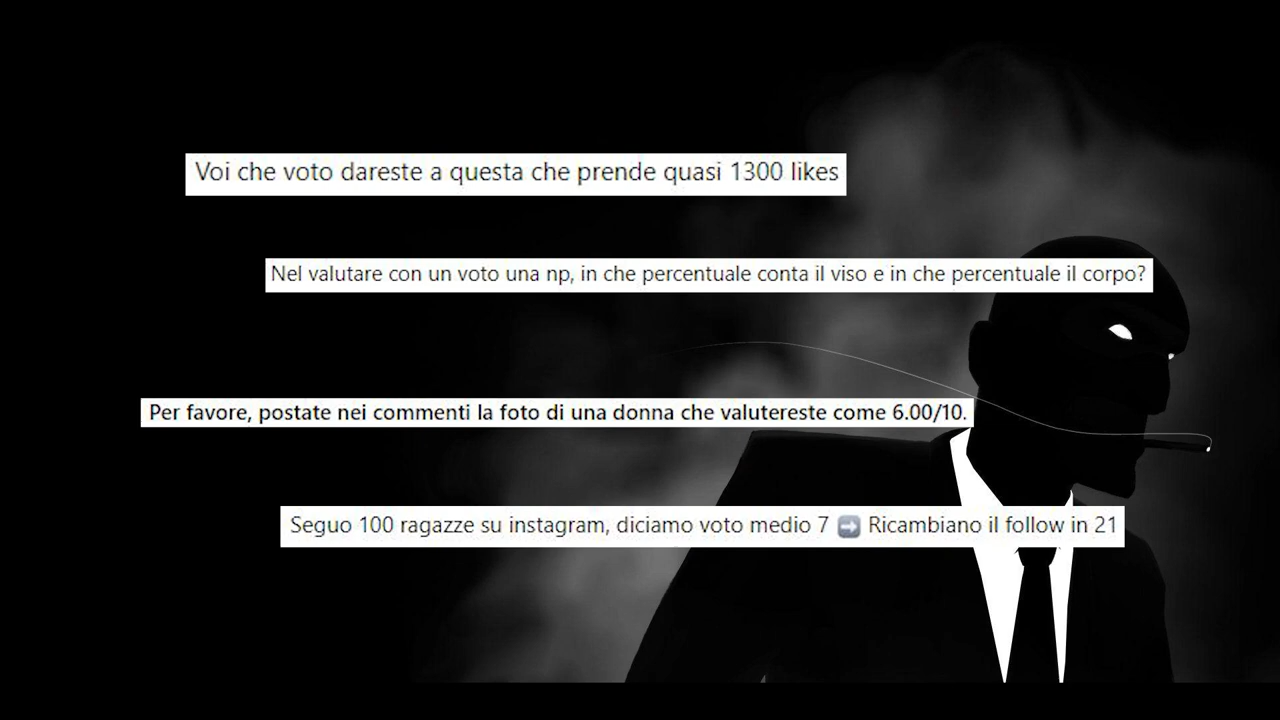 Voi che voto dareste a questa che prende quasi 1300 likes
Nel valutare con un voto una np, in che percentuale conta il viso e in che percentuale il corpo?
Per favore, postate nei commenti la foto di una donna che valutereste come 6.00/10.
Seguo 100 ragazze su instagram, diciamo voto medio 7 ➡️ Ricambiano il follow in 21